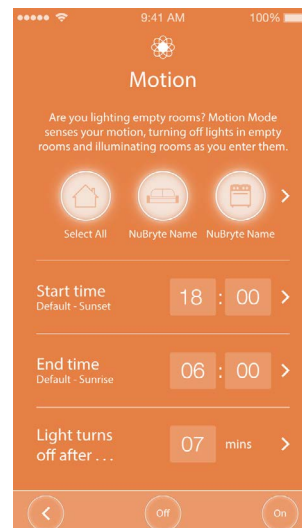 9:41 AM 100%
Motion
Are you lighting empty rooms? Motion Mode
senses your motion, turning off lights in empty
rooms and illuminating rooms as you enter them.
Select All NuBryte Name NuBryte Name
Start time 18 : 00
Default - Sunset
End time 06 : 00
Default - Sunrise
Light turns
off after . . . 07 mins
Off On